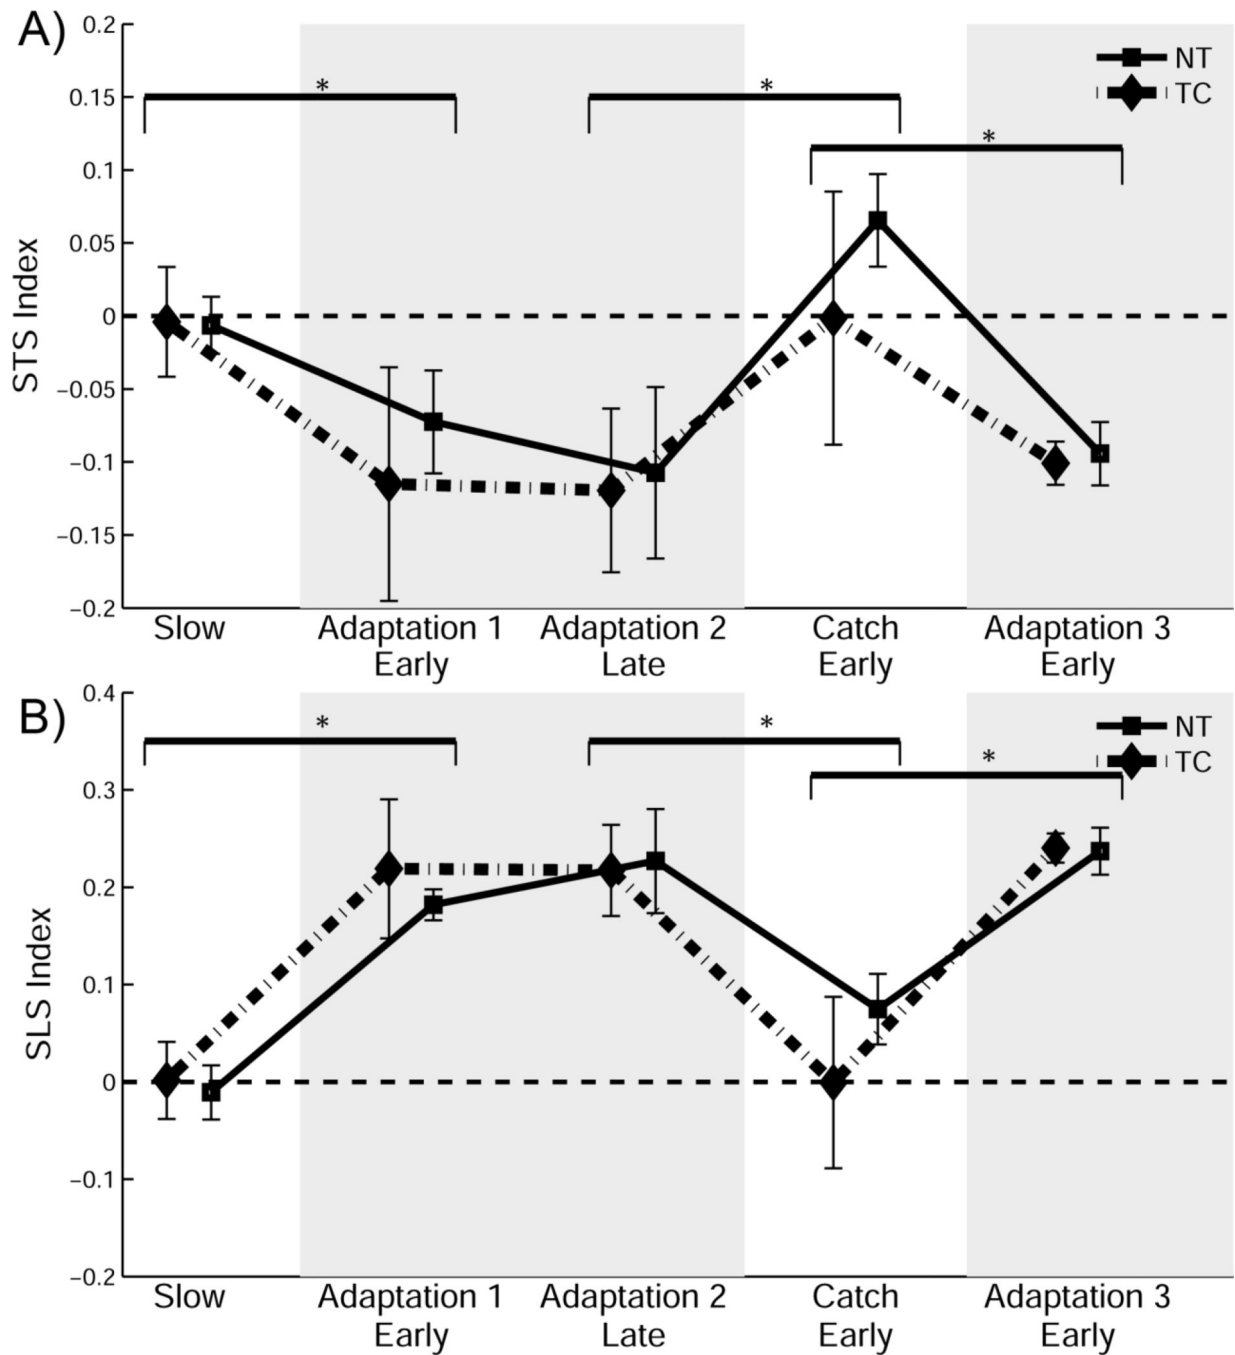 A)
0.2
0.15
0.1
0.05
0
−0.05
−0.1
−0.15
−0.2
STS Index
*
*
*
NT
TC
Slow
Adaptation 1
Early
Adaptation 2
Late
Catch
Early
Adaptation 3
Early
B)
0.4
0.3
0.2
0.1
0
−0.1
−0.2
SLS Index
*
*
*
NT
TC
Slow
Adaptation 1
Early
Adaptation 2
Late
Catch
Early
Adaptation 3
Early